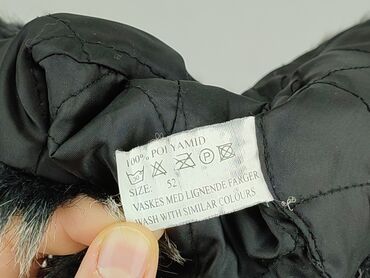 100% POLYAMID
P
SIZE: 52
VASKES MED LIGNENDE FARGER
WASH WITH SIMILAR COLOURS